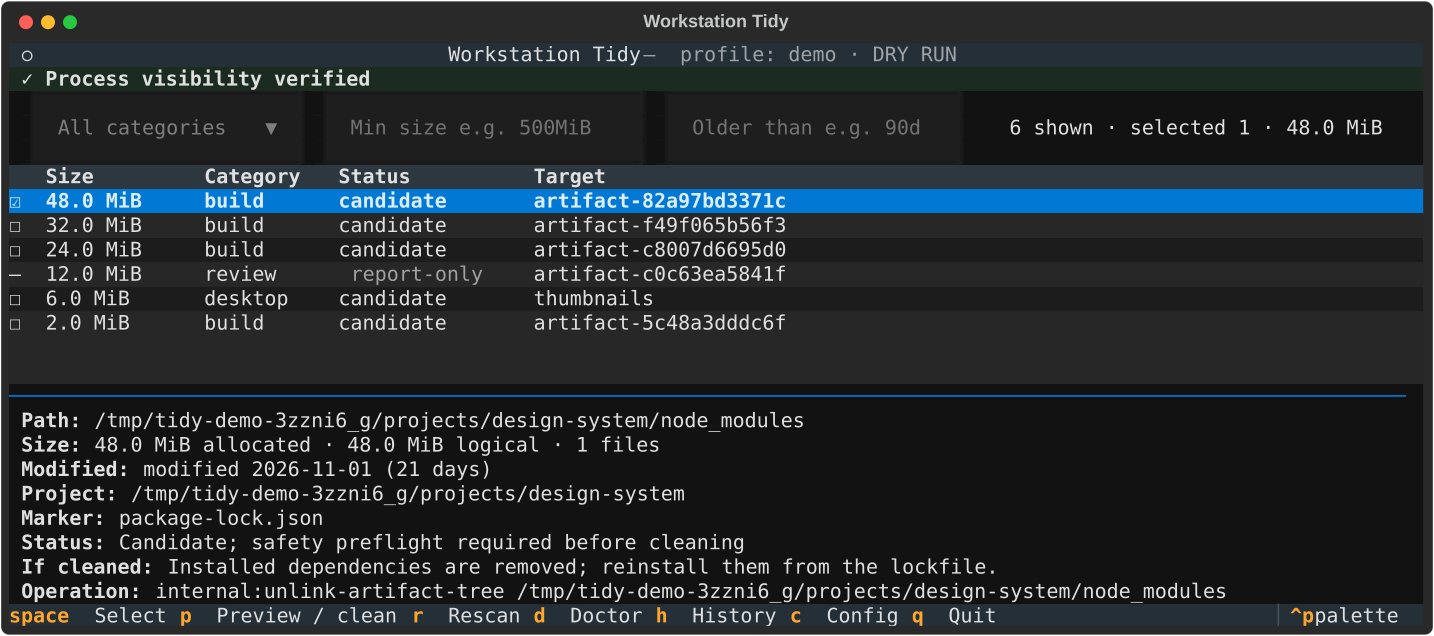 Workstation Tidy
○ Workstation Tidy— profile: demo · DRY RUN
✓ Process visibility verified
All categories ▼ Min size e.g. 500MiB Older than e.g. 90d 6 shown · selected 1 · 48.0 MiB
Size Category Status Target
☑ 48.0 MiB build candidate artifact-82a97bd3371c
☐ 32.0 MiB build candidate artifact-f49f065b56f3
☐ 24.0 MiB build candidate artifact-c8007d6695d0
— 12.0 MiB review report-only artifact-c0c63ea5841f
☐ 6.0 MiB desktop candidate thumbnails
☐ 2.0 MiB build candidate artifact-5c48a3dddc6f
Path: /tmp/tidy-demo-3zzni6_g/projects/design-system/node_modules
Size: 48.0 MiB allocated · 48.0 MiB logical · 1 files
Modified: modified 2026-11-01 (21 days)
Project: /tmp/tidy-demo-3zzni6_g/projects/design-system
Marker: package-lock.json
Status: Candidate; safety preflight required before cleaning
If cleaned: Installed dependencies are removed; reinstall them from the lockfile.
Operation: internal:unlink-artifact-tree /tmp/tidy-demo-3zzni6_g/projects/design-system/node_modules
space Select p Preview / clean r Rescan d Doctor h History c Config q Quit ^ppalette